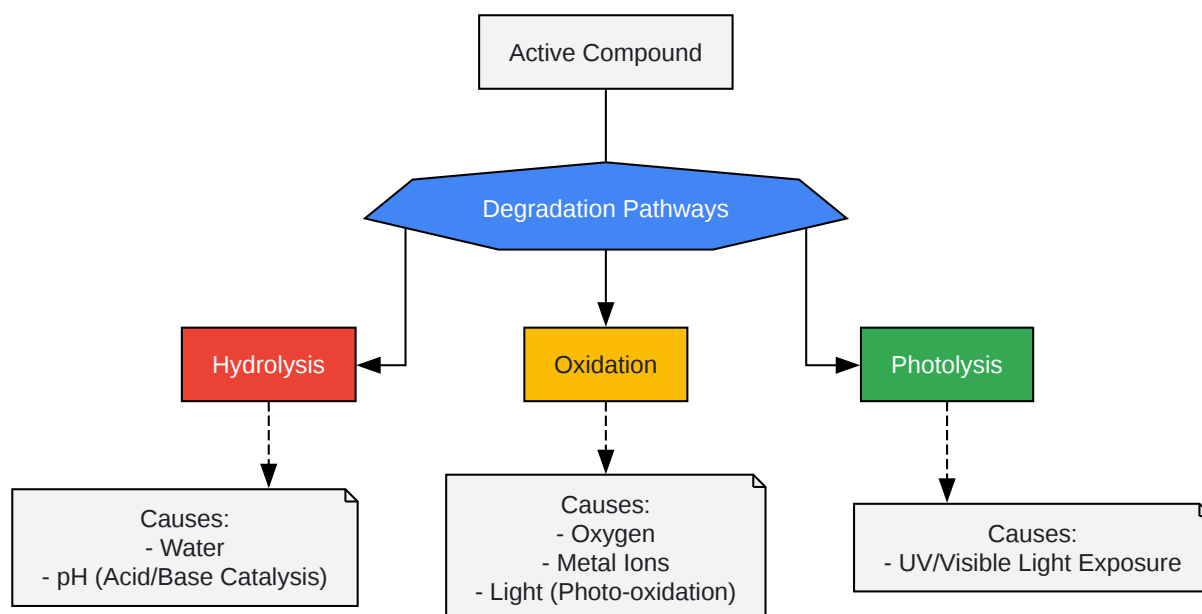 Active Compound
Degradation Pathways
Hydrolysis
Oxidation
Photolysis
Causes:
- Water
- pH (Acid/Base Catalysis)
Causes:
- Oxygen
- Metal Ions
- Light (Photo-oxidation)
Causes:
- UV/Visible Light Exposure